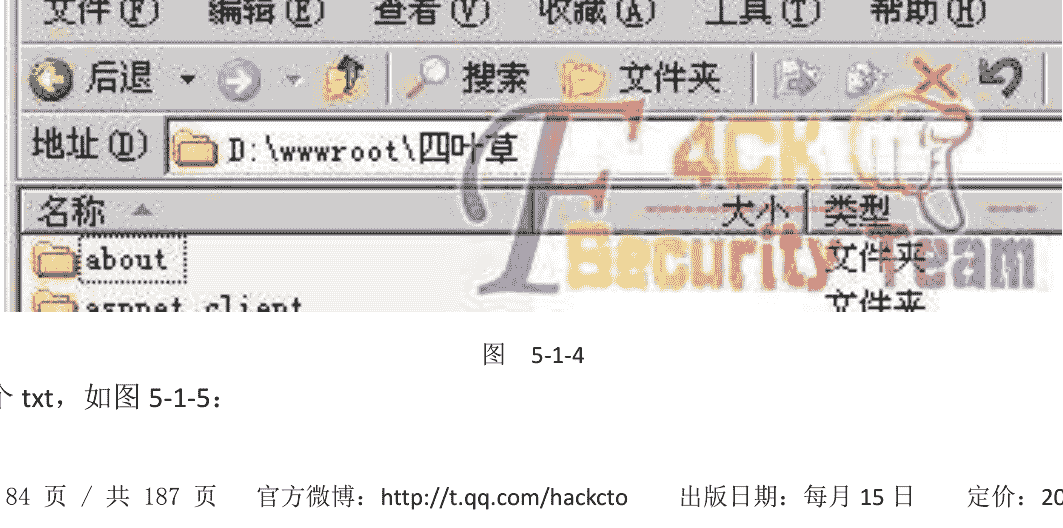 文件(F) 编辑(E) 查看(V) 收藏(A) 工具(T) 帮助(H)
后退 搜索 文件夹
地址(D) D:\wwwroot\四叶草
F4CK
名称 大小 类型
Security Team
about 文件夹
aspnet_client 文件夹
图 5-1-4
个 txt，如图 5-1-5：
84 页 / 共 187 页 官方微博：http://t.qq.com/hackcto 出版日期：每月 15 日 定价：20